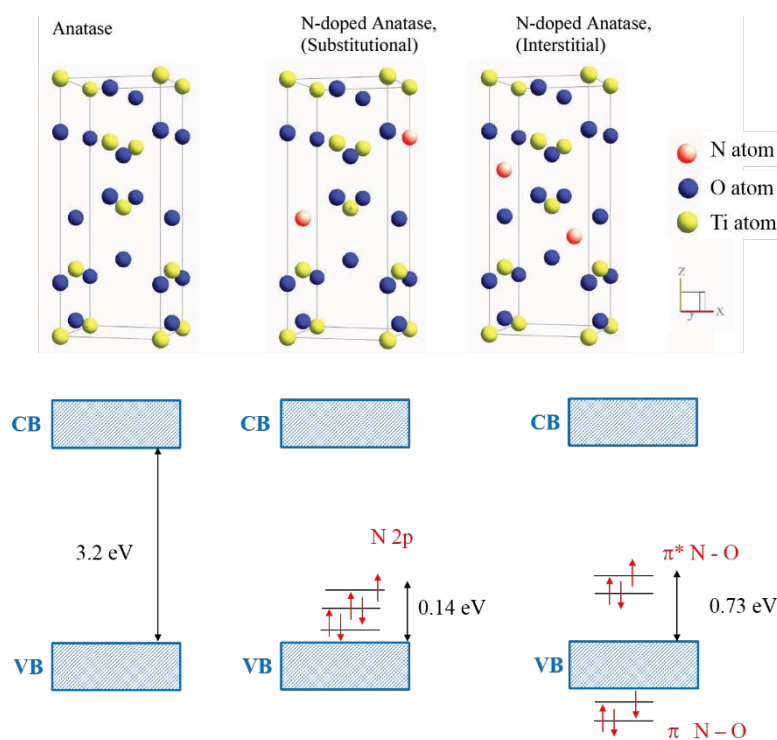 Anatase
N-doped Anatase,
(Substitutional)
N-doped Anatase,
(Interstitial)
N atom
O atom
Ti atom
Z
y
X
CB
CB
CB
3.2 eV
N 2p
0.14 eV
π* N - O
0.73 eV
VB
VB
VB
π N – O